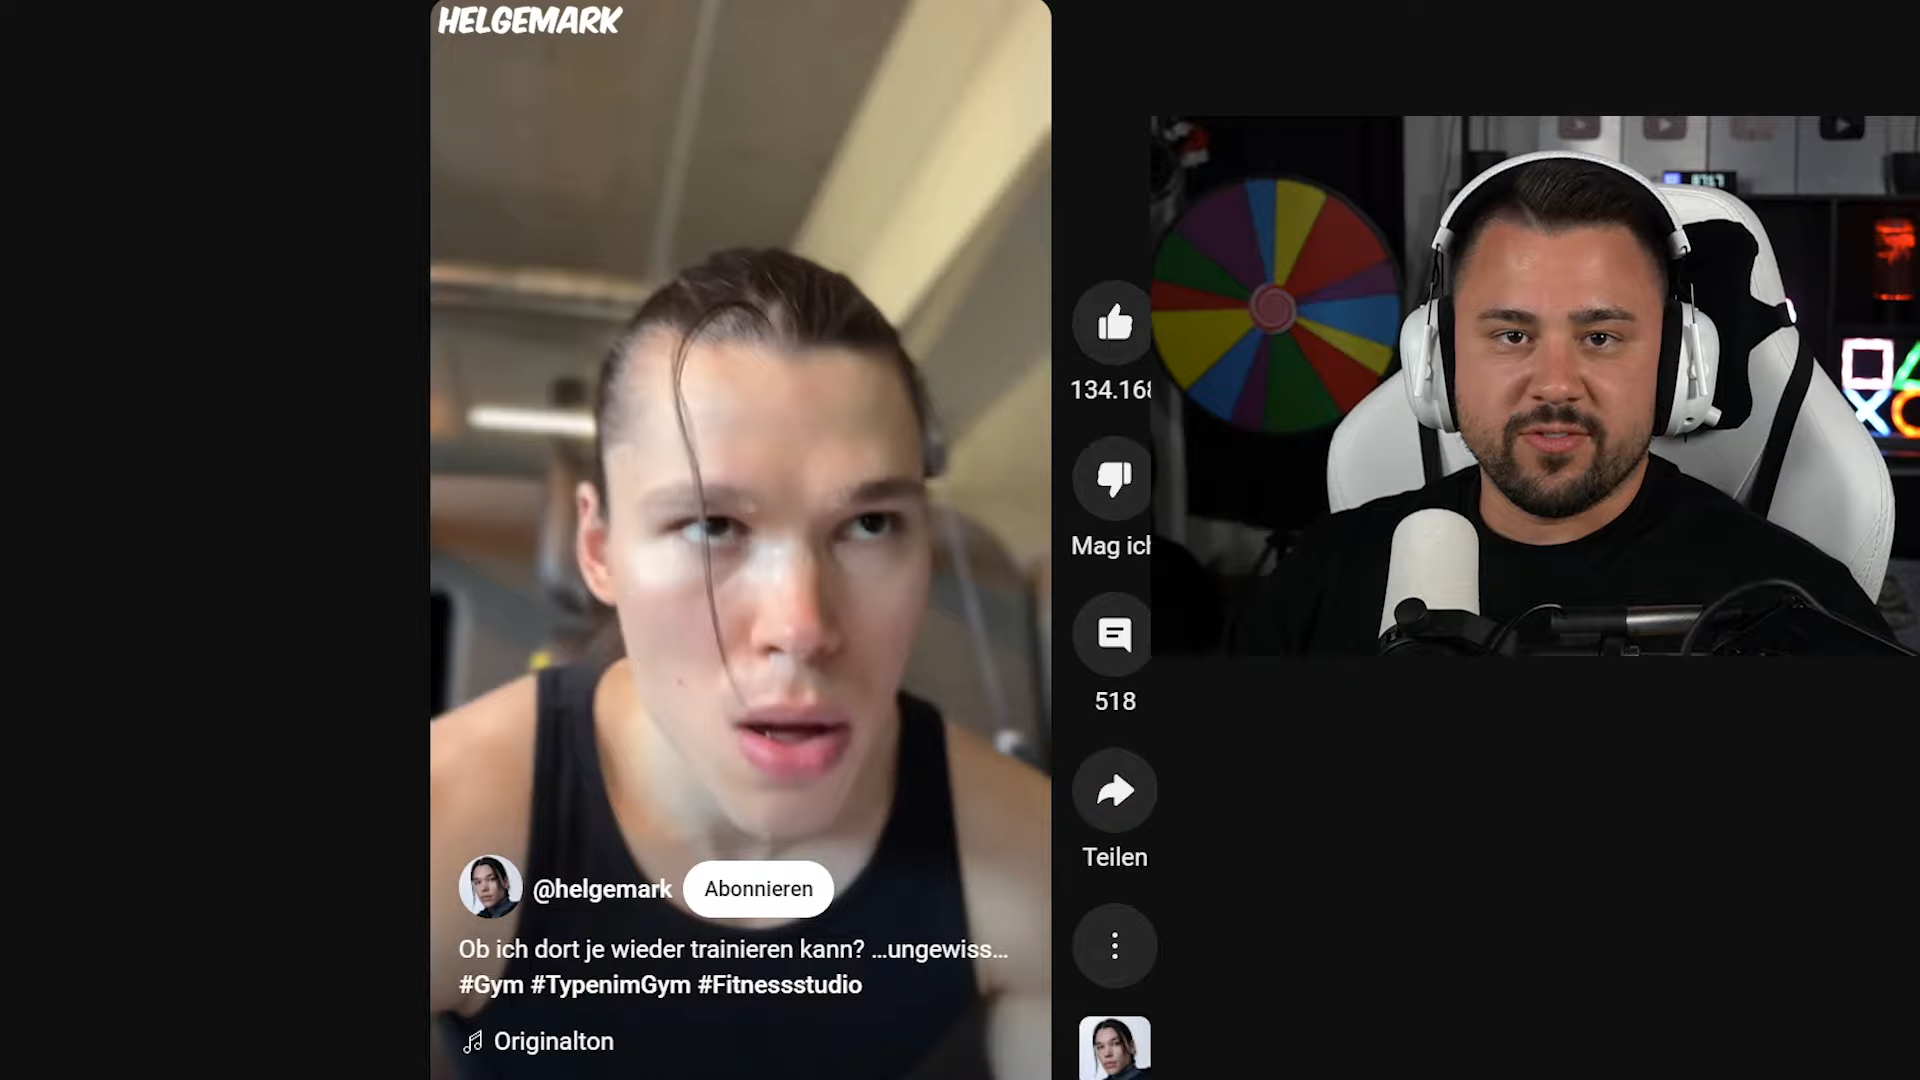 HELGEMARK
134.168
Mag ich
518
Teilen
@helgemark Abonnieren
Ob ich dort je wieder trainieren kann? ...ungewiss...
#Gym #TypenimGym #Fitnessstudio
Originalton